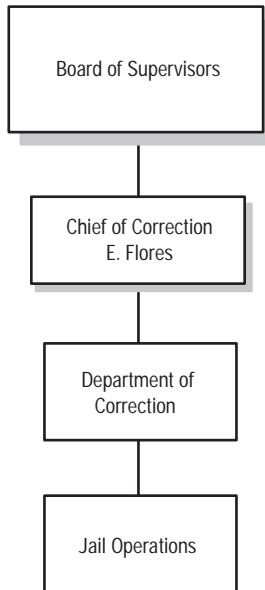 Board of Supervisors
Chief of Correction
E. Flores
Department of
Correction
Jail Operations